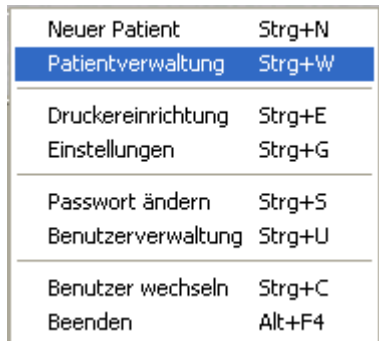 Neuer Patient Strg+N
Patientverwaltung Strg+W
Druckereinrichtung Strg+E
Einstellungen Strg+G
Passwort ändern Strg+S
Benutzerverwaltung Strg+U
Benutzer wechseln Strg+C
Beenden Alt+F4